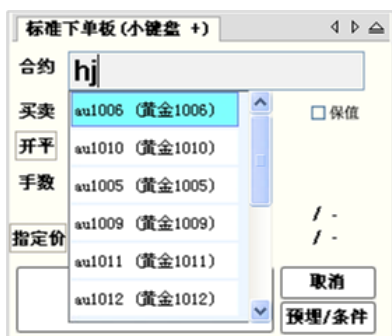 标准下单板(小键盘 +)
合约 hj
买卖 au1006 (黄金1006) 保值
开平 au1010 (黄金1010)
手数 au1005 (黄金1005)
au1009 (黄金1009) / -
指定价 / -
au1011 (黄金1011)
取消
au1012 (黄金1012)
预埋/条件